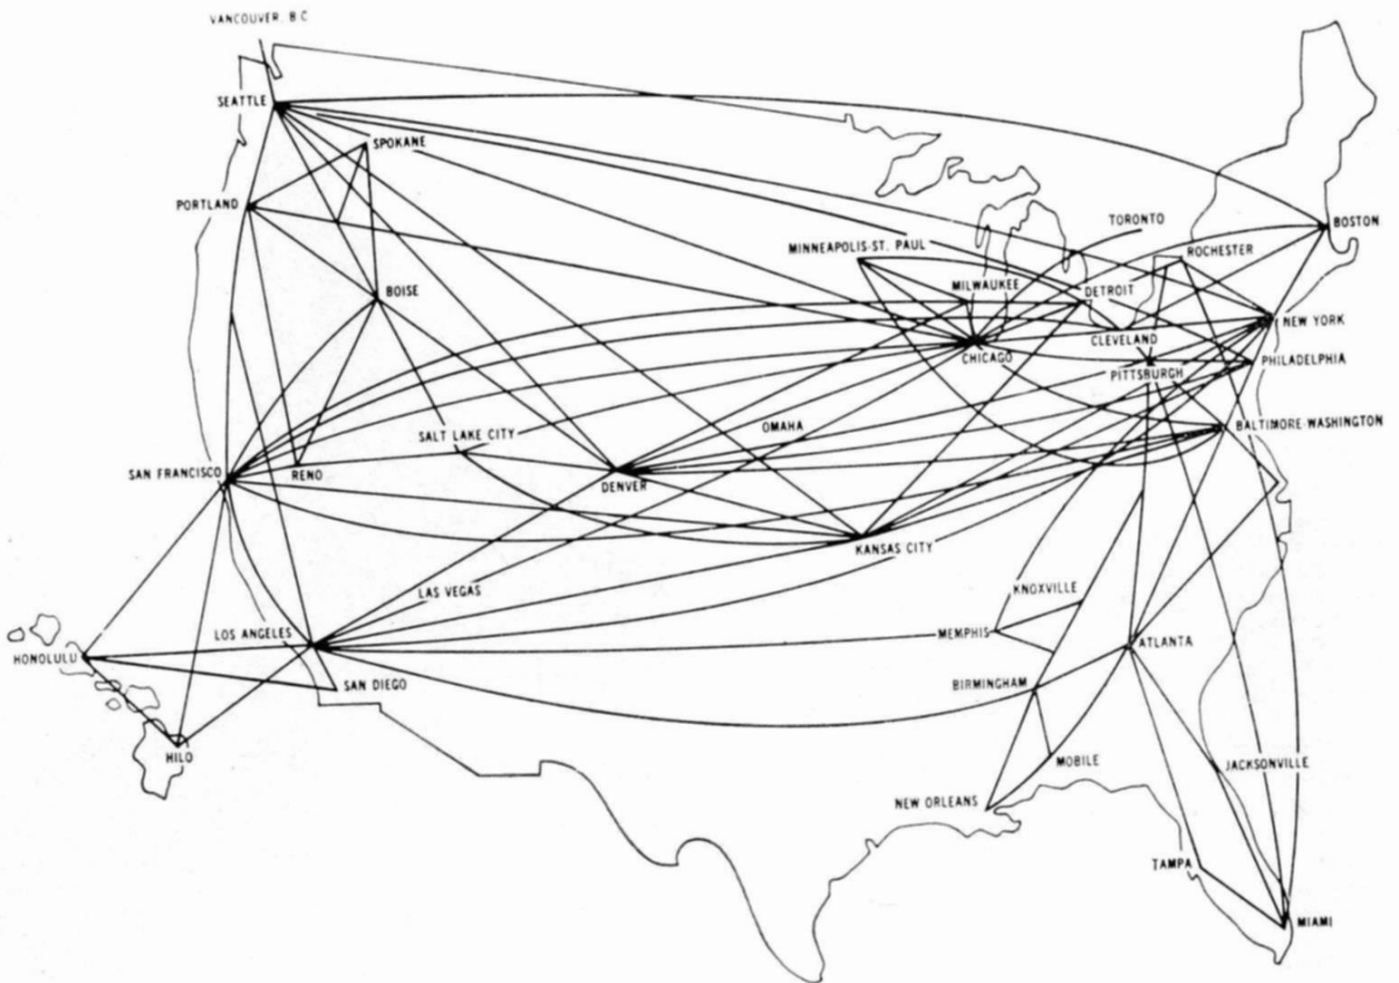 VANCOUVER, B C
SEATTLE
SPOKANE
PORTLAND
BOISE
TORONTO
BOSTON
MINNEAPOLIS-ST. PAUL
ROCHESTER
MILWAUKEE
DETROIT
NEW YORK
CLEVELAND
CHICAGO
PHILADELPHIA
PITTSBURGH
OMAHA
BALTIMORE-WASHINGTON
SALT LAKE CITY
SAN FRANCISCO
RENO
DENVER
KANSAS CITY
LAS VEGAS
KNOXVILLE
LOS ANGELES
MEMPHIS
ATLANTA
HONOLULU
SAN DIEGO
BIRMINGHAM
HILO
MOBILE
JACKSONVILLE
NEW ORLEANS
TAMPA
MIAMI